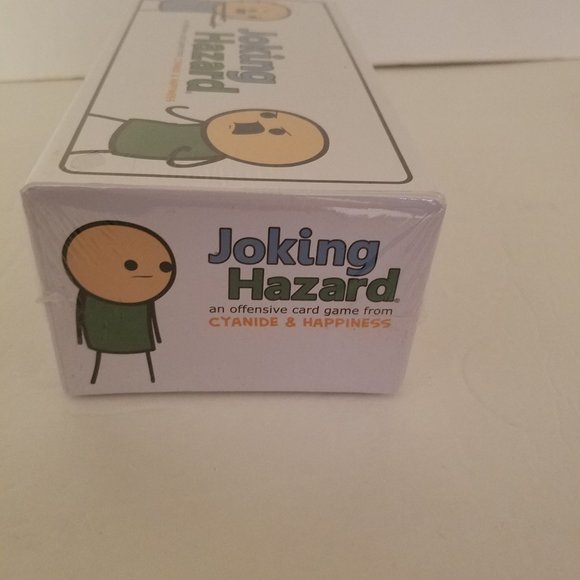 Joking
Hazard
Joking
Hazard®
an offensive card game from
CYANIDE & HAPPINESS